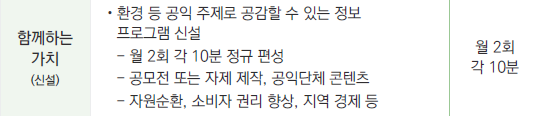 함께하는
가치
(신설)
• 환경 등 공익 주제로 공감할 수 있는 정보
프로그램 신설
- 월 2회 각 10분 정규 편성
- 공모전 또는 자체 제작, 공익단체 콘텐츠
- 자원순환, 소비자 권리 향상, 지역 경제 등
월 2회
각 10분